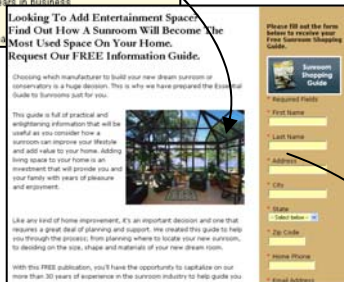 ears in business
Looking To Add Entertainment Space?
Find Out How A Sunroom Will Become The
Most Used Space On Your Home.
Request Our FREE Information Guide.
Choosing which manufacturer to build your new dream sunroom or
conservatory is a huge decision. This is why we have prepared the Essential
Guide to Sunrooms just for you.
This guide is full of practical and
enlightening information that will be
useful as you consider how a
sunroom can improve your lifestyle
and add value to your home. Adding
living space to your home is an
investment that will provide you and
your family with years of pleasure
and enjoyment.
Like any kind of home improvement, it's an important decision and one that
requires a great deal of planning and support. We created this guide to help
you through the process; from planning where to locate your new sunroom,
to deciding on the size, shape and materials of your new dream room.
With this FREE publication, you'll have the opportunity to capitalize on our
more than 30 years of experience in the sunroom industry to help guide you
Please fill out the form
below to receive your
Free Sunroom Shopping
Guide.
Sunroom
Shopping
Guide
* Required Fields
* First Name
* Last Name
* Address
* City
* State
- Select below -
* Zip Code
* Home Phone
* Email Address